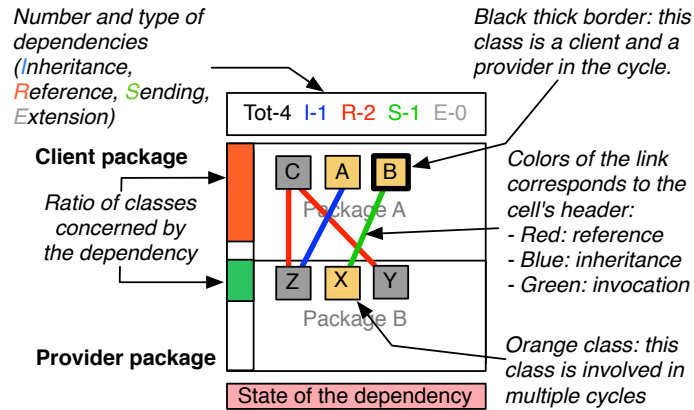 Number and type of
dependencies
(Inheritance,
Reference, Sending,
Extension)
Black thick border: this
class is a client and a
provider in the cycle.
Tot-4 I-1 R-2 S-1 E-0
Client package
C A B
Package A
Ratio of classes
concerned by
the dependency
Colors of the link
corresponds to the
cell's header:
- Red: reference
- Blue: inheritance
- Green: invocation
Z X Y
Package B
Provider package
Orange class: this
class is involved in
multiple cycles
State of the dependency